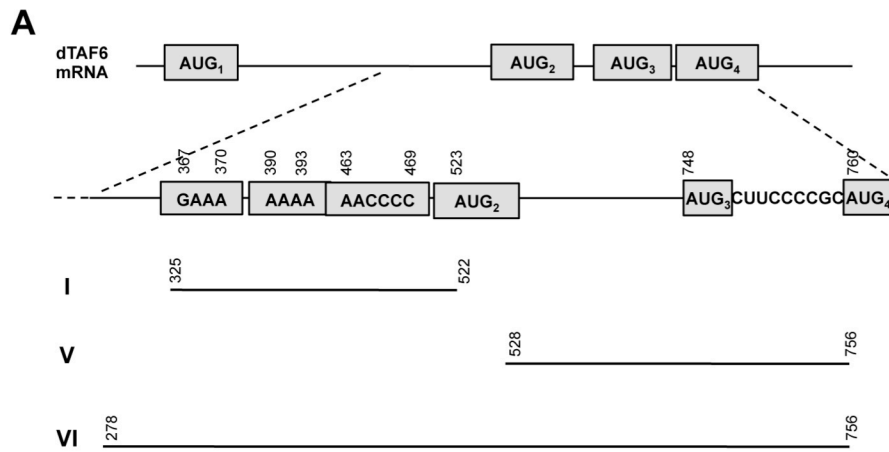 A
dTAF6
mRNA
AUG₁ AUG₂ AUG₃ AUG₄
367 370 390 393 463 469 523 748 760
GAAA AAAA AACCCC AUG₂ AUG₃CUUCCCCGCAUG₄
I 325 522
V 528 756
VI 278 756